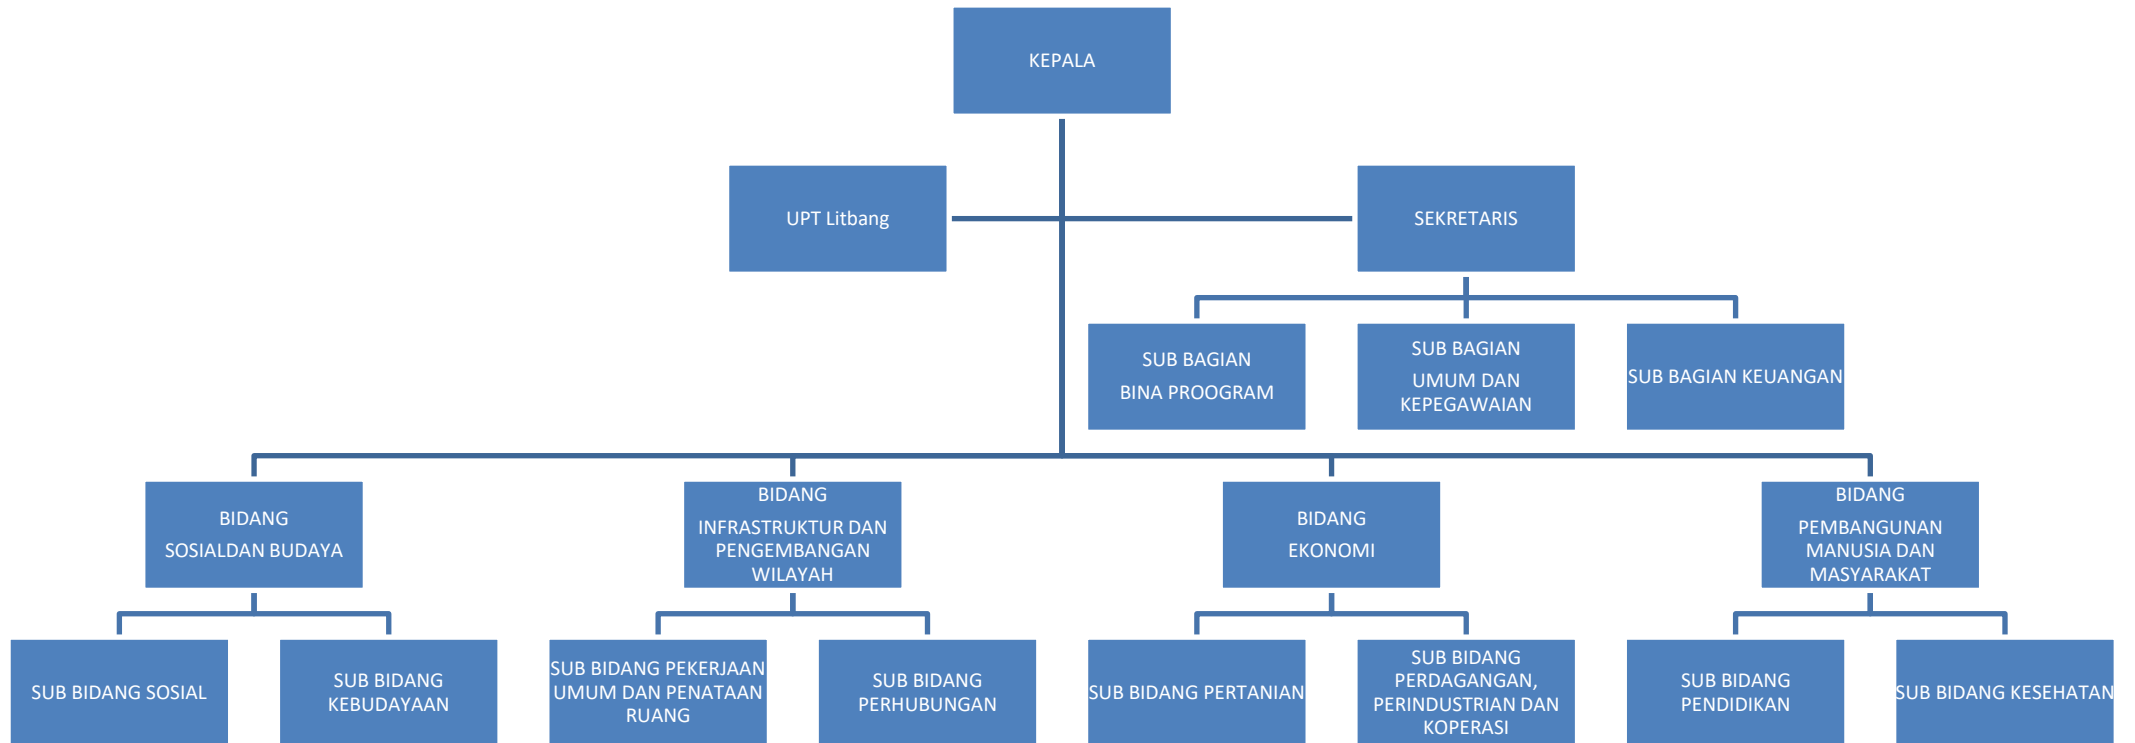 KEPALA
UPT Litbang
SEKRETARIS
SUB BAGIAN
BINA PROOGRAM
SUB BAGIAN
UMUM DAN
KEPEGAWAIAN
SUB BAGIAN KEUANGAN
BIDANG
SOSIALDAN BUDAYA
BIDANG
INFRASTRUKTUR DAN
PENGEMBANGAN
WILAYAH
BIDANG
EKONOMI
BIDANG
PEMBANGUNAN
MANUSIA DAN
MASYARAKAT
SUB BIDANG SOSIAL
SUB BIDANG
KEBUDAYAAN
SUB BIDANG PEKERJAAN
UMUM DAN PENATAAN
RUANG
SUB BIDANG
PERHUBUNGAN
SUB BIDANG PERTANIAN
SUB BIDANG
PERDAGANGAN,
PERINDUSTRIAN DAN
KOPERASI
SUB BIDANG
PENDIDIKAN
SUB BIDANG KESEHATAN